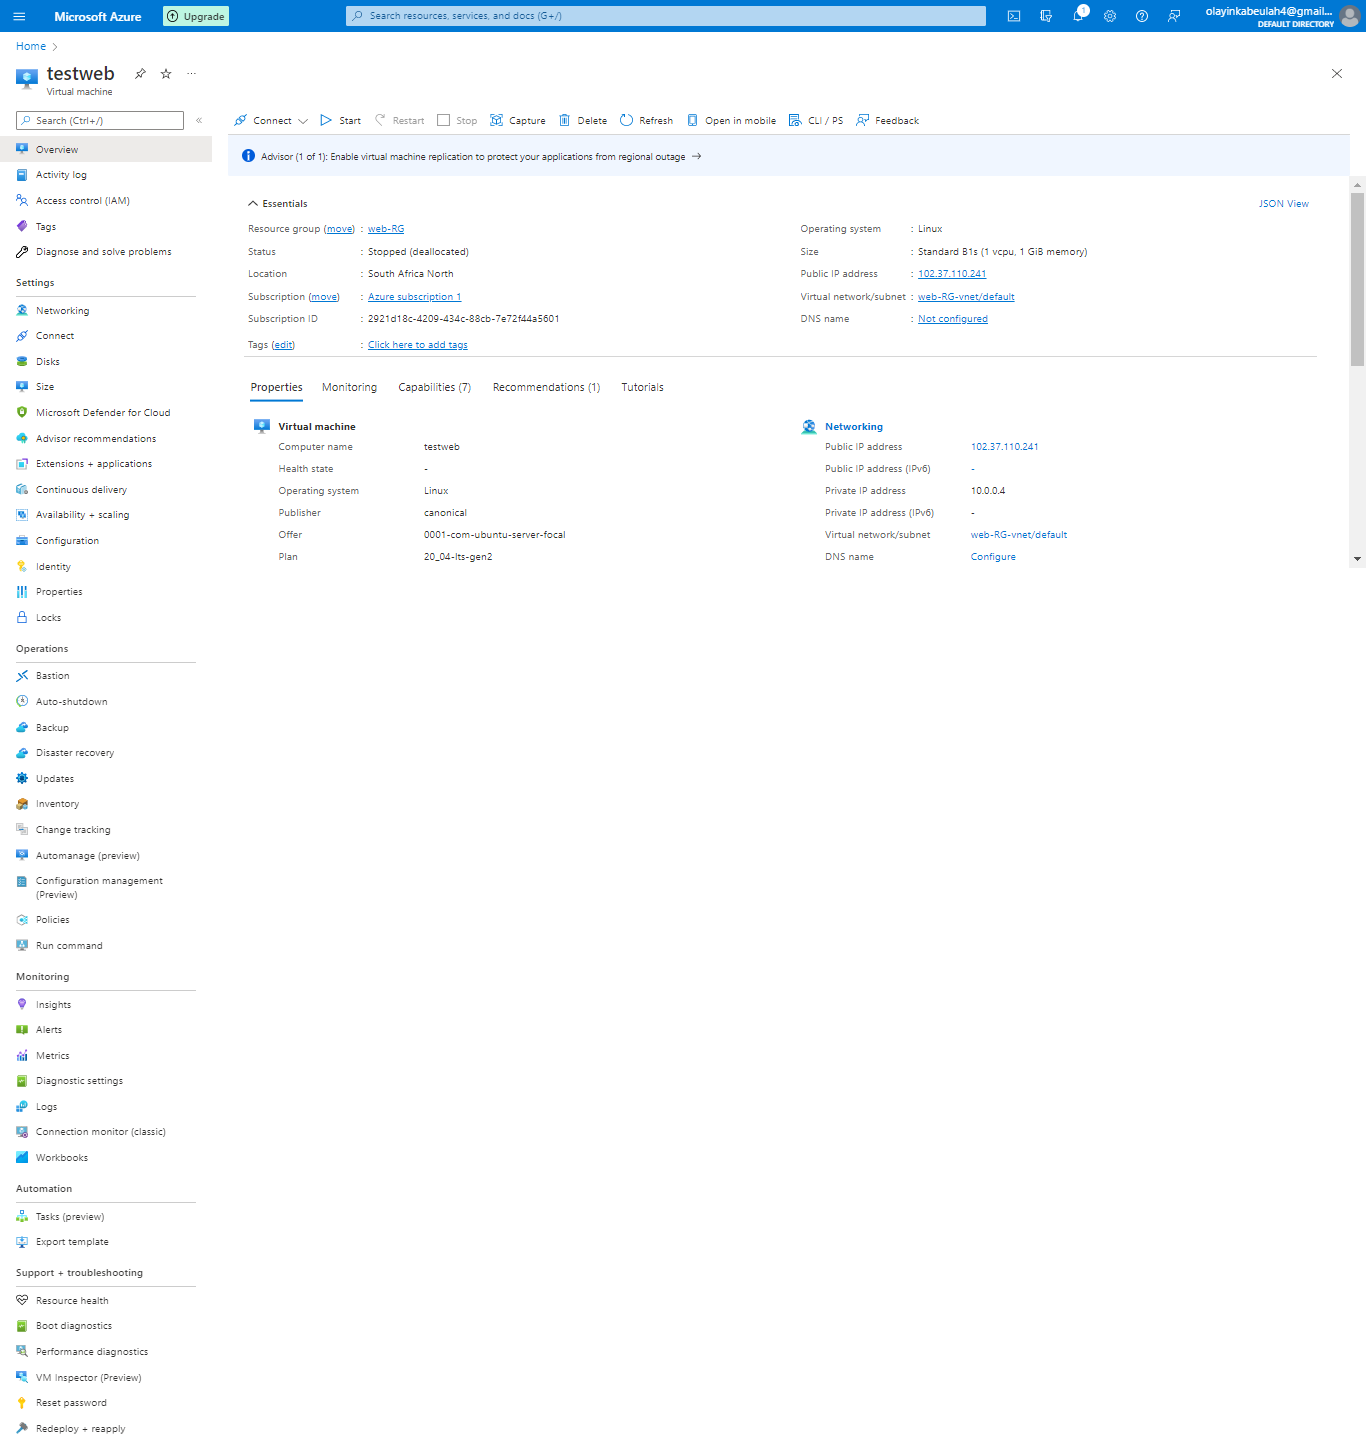 Microsoft Azure
Upgrade
Search resources, services, and docs (G+/)
1
olayinkabeulah4@gmail...
DEFAULT DIRECTORY
Home
testweb
Virtual machine
Search (Ctrl+/)
«
Connect
Start
Restart
Stop
Capture
Delete
Refresh
Open in mobile
CLI / PS
Feedback
Advisor (1 of 1): Enable virtual machine replication to protect your applications from regional outage →
Overview
Activity log
Access control (IAM)
Tags
Diagnose and solve problems
Settings
Networking
Connect
Disks
Size
Microsoft Defender for Cloud
Advisor recommendations
Extensions + applications
Continuous delivery
Availability + scaling
Configuration
Identity
Properties
Locks
Operations
Bastion
Auto-shutdown
Backup
Disaster recovery
Updates
Inventory
Change tracking
Automanage (preview)
Configuration management
(Preview)
Policies
Run command
Monitoring
Insights
Alerts
Metrics
Diagnostic settings
Logs
Connection monitor (classic)
Workbooks
Automation
Tasks (preview)
Export template
Support + troubleshooting
Resource health
Boot diagnostics
Performance diagnostics
VM Inspector (Preview)
Reset password
Redeploy + reapply
Essentials
JSON View
Resource group (move) : web-RG
Status : Stopped (deallocated)
Location : South Africa North
Subscription (move) : Azure subscription 1
Subscription ID : 2921d18c-4209-434c-88cb-7e72f44a5601
Tags (edit) : Click here to add tags
Operating system : Linux
Size : Standard B1s (1 vcpu, 1 GiB memory)
Public IP address : 102.37.110.241
Virtual network/subnet : web-RG-vnet/default
DNS name : Not configured
Properties
Monitoring
Capabilities (7)
Recommendations (1)
Tutorials
Virtual machine
Computer name testweb
Health state -
Operating system Linux
Publisher canonical
Offer 0001-com-ubuntu-server-focal
Plan 20_04-lts-gen2
Networking
Public IP address 102.37.110.241
Public IP address (IPv6) -
Private IP address 10.0.0.4
Private IP address (IPv6) -
Virtual network/subnet web-RG-vnet/default
DNS name Configure